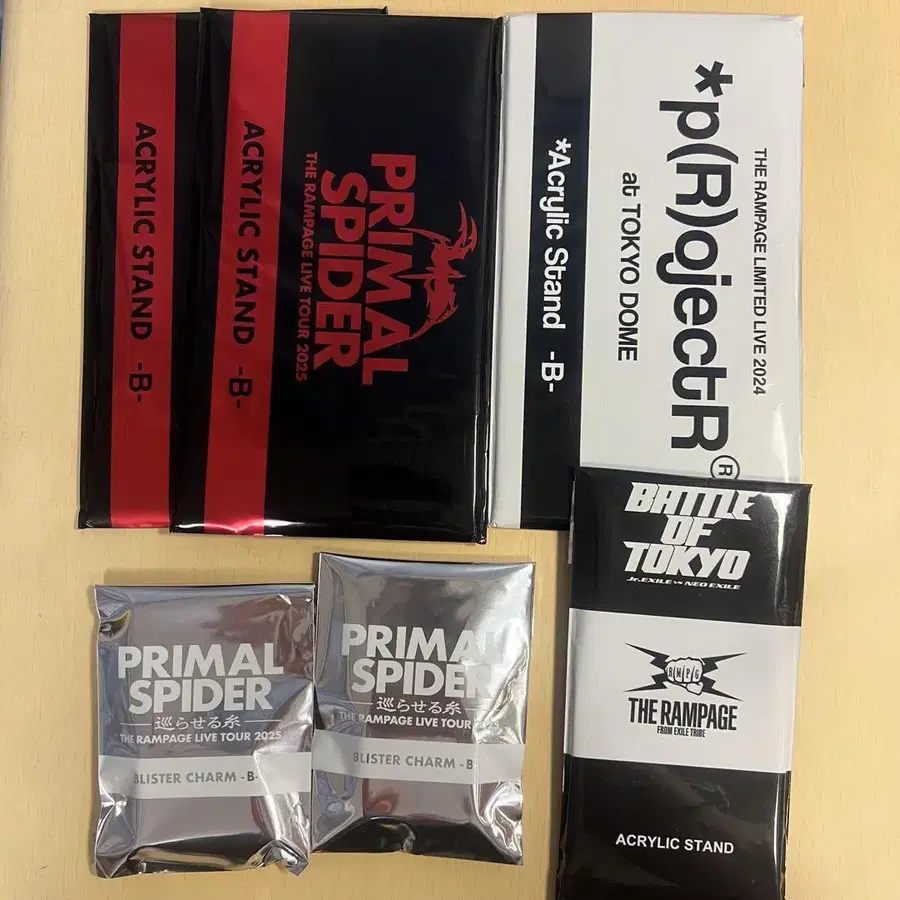 ACRYLIC STAND -B-
ACRYLIC STAND -B-
PRIMAL
SPIDER
THE RAMPAGE LIVE TOUR 2025
THE RAMPAGE LIMITED LIVE 2024
*p(R)ojectR®
at TOKYO DOME
*Acrylic Stand -B-
PRIMAL
SPIDER
巡らせる糸
THE RAMPAGE LIVE TOUR 2025
BLISTER CHARM -B-
PRIMAL
SPIDER
巡らせる糸
THE RAMPAGE LIVE TOUR 2025
BLISTER CHARM -B
BATTLE
OF
TOKYO
Jr.EXILE vs NEO EXILE
RMPG
THE RAMPAGE
FROM EXILE TRIBE
ACRYLIC STAND